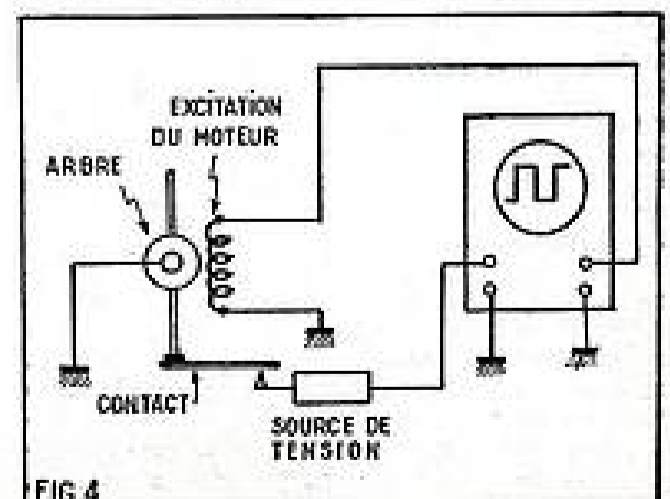 EXCITATION
DU MOTEUR
ARBRE
CONTACT
SOURCE DE
TENSION
FIG 4